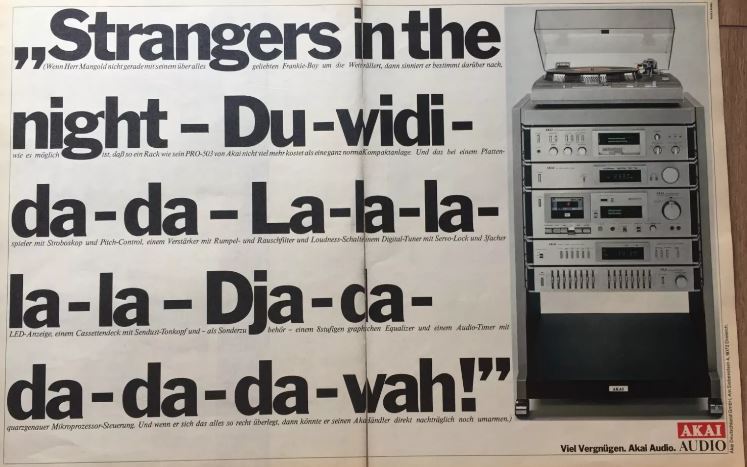 „Strangers in the
(Wenn Herr Mangold nicht gerade mit seinem über alles geliebten Frankie-Boy um die Wette trällert, dann sinniert er bestimmt darüber nach,
night – Du-widi-
wie es möglich ist, daß so ein Rack wie sein PRO-503 von Akai nicht viel mehr kostet als eine ganz normale Kompaktanlage. Und das bei einem Platten-
da-da – La-la-la-
spieler mit Stroboskop und Pitch-Control, einem Verstärker mit Rumpel- und Rauschfilter und Loudness-Schalter, einem Digital-Tuner mit Servo-Lock und 3facher
la-la – Dja-da-
LED-Anzeige, einem Cassettendeck mit Sendust-Tonkopf und – als Sonderzubehör – einem 8stufigen graphischen Equalizer und einem Audio-Timer mit
da-da-da-wah!”
quarzgenauer Mikroprozessor-Steuerung. Und wenn er sich das alles so recht überlegt, dann könnte er seinen Akai-Händler direkt nachträglich noch umarmen.)
AKAI
Viel Vergnügen. Akai Audio.
AKAI
AUDIO